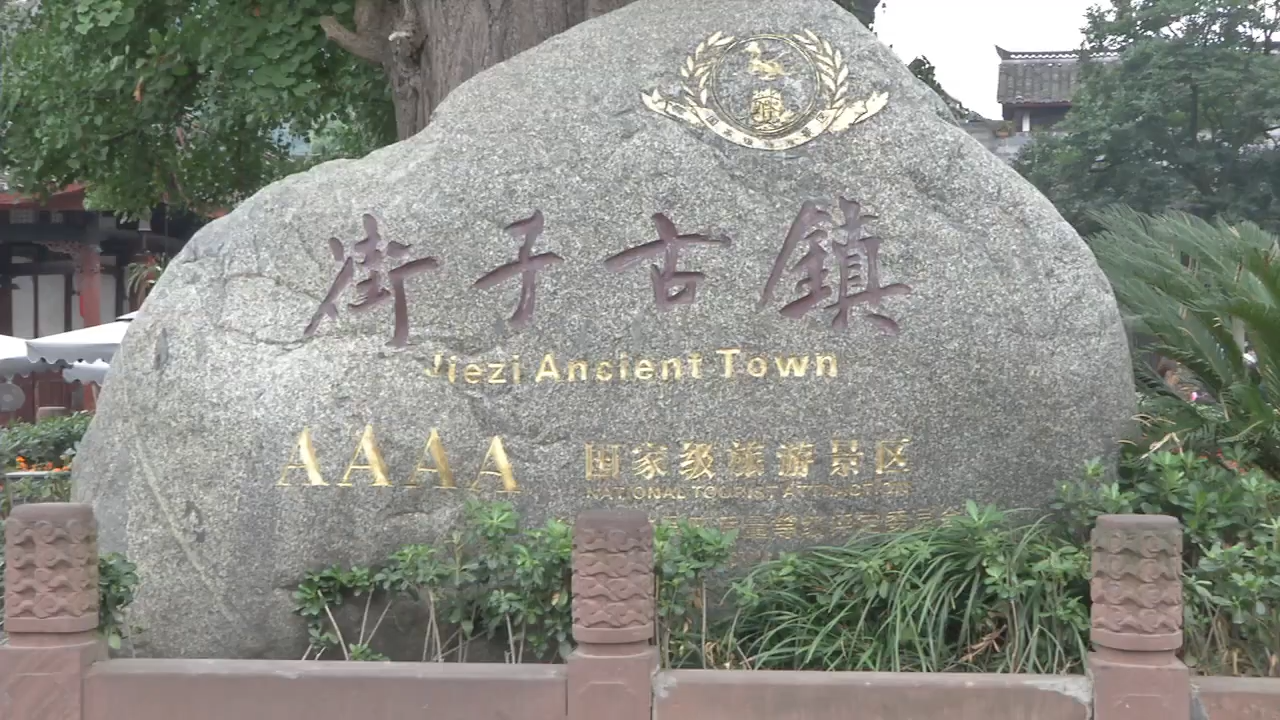 街子古鎮
Jiezi Ancient Town
AAAA 国家级旅游景区
NATIONAL TOURIST ATTRACTION